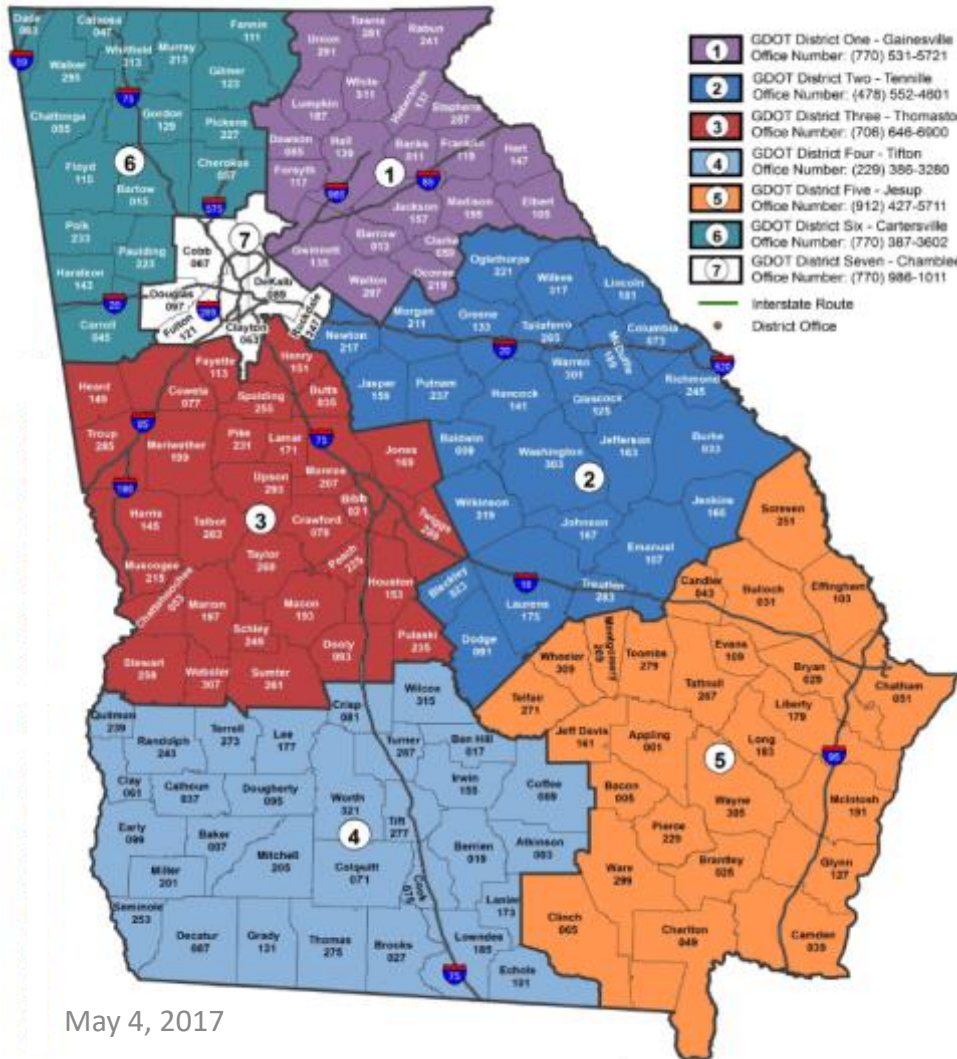 1
GDOT District One - Gainesville
Office Number: (770) 531-5721
2
GDOT District Two - Tennille
Office Number: (478) 552-4601
3
GDOT District Three - Thomaston
Office Number: (706) 646-6900
4
GDOT District Four - Tifton
Office Number: (229) 386-3280
5
GDOT District Five - Jesup
Office Number: (912) 427-5711
6
GDOT District Six - Cartersville
Office Number: (770) 387-3602
7
GDOT District Seven - Chamblee
Office Number: (770) 986-1011
Interstate Route
District Office
Dade
Catoosa
047
Whitfield
313
Murray
213
Fannin
111
Walker
295
Gilmer
123
Chattooga
055
Gordon
129
Pickens
227
Floyd
115
6
Bartow
015
Cherokee
057
Polk
233
Paulding
223
Haralson
143
Carroll
045
Towns
281
Union
291
Rabun
241
White
311
Habersham
137
Lumpkin
187
Stephens
257
Dawson
085
Hall
139
Banks
011
Franklin
119
Hart
147
Forsyth
117
1
Jackson
157
Madison
195
Elbert
105
Barrow
013
Clarke
059
Gwinnett
135
Walton
297
Oconee
219
7
Cobb
067
DeKalb
089
Douglas
097
Fulton
121
Clayton
063
Rockdale
247
Oglethorpe
221
Wilkes
317
Lincoln
181
Morgan
211
Greene
133
Taliaferro
265
Columbia
073
Newton
217
McDuffie
189
Warren
301
Richmond
245
Jasper
159
Putnam
237
Hancock
141
Glascock
125
Baldwin
009
Washington
303
Jefferson
163
Burke
033
2
Wilkinson
319
Jenkins
165
Johnson
167
Emanuel
107
Bleckley
023
Laurens
175
Treutlen
283
Dodge
091
Heard
149
Fayette
113
Henry
151
Coweta
077
Spalding
255
Butts
035
Troup
285
Meriwether
199
Pike
231
Lamar
171
Jones
169
Upson
293
Monroe
207
Bibb
021
Harris
145
Talbot
263
3
Crawford
079
Twiggs
289
Taylor
269
Peach
225
Muscogee
215
Houston
153
Chattahoochee
053
Marion
197
Macon
193
Schley
249
Dooly
093
Pulaski
235
Stewart
259
Webster
307
Sumter
261
Screven
251
Candler
043
Bulloch
031
Effingham
103
Wheeler
309
Montgomery
209
Toombs
279
Evans
109
Bryan
029
Chatham
051
Telfair
271
Tattnall
267
Liberty
179
Jeff Davis
161
Appling
001
Long
183
5
Bacon
005
Wayne
305
McIntosh
191
Pierce
229
Ware
299
Brantley
025
Glynn
127
Clinch
065
Charlton
049
Camden
039
Quitman
239
Crisp
081
Wilcox
315
Randolph
243
Terrell
273
Lee
177
Turner
287
Ben Hill
017
Clay
061
Calhoun
037
Dougherty
095
Worth
321
Irwin
155
Coffee
069
Early
099
Baker
007
4
Tift
277
Berrien
019
Atkinson
003
Miller
201
Mitchell
205
Colquitt
071
Cook
075
Lanier
173
Seminole
253
Decatur
087
Grady
131
Thomas
275
Brooks
027
Lowndes
185
Echols
101
May 4, 2017